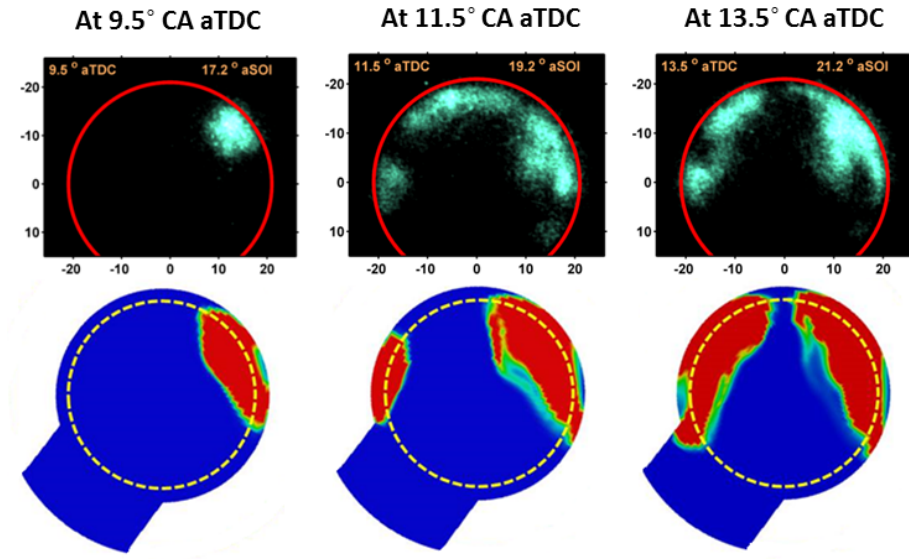 At 9.5° CA aTDC
At 11.5° CA aTDC
At 13.5° CA aTDC
9.5 ° aTDC 17.2 ° aSOI
-20
-10
0
10
-20 -10 0 10 20
11.5 ° aTDC 19.2 ° aSOI
-20
-10
0
10
-20 -10 0 10 20
13.5 ° aTDC 21.2 ° aSOI
-20
-10
0
10
-20 -10 0 10 20